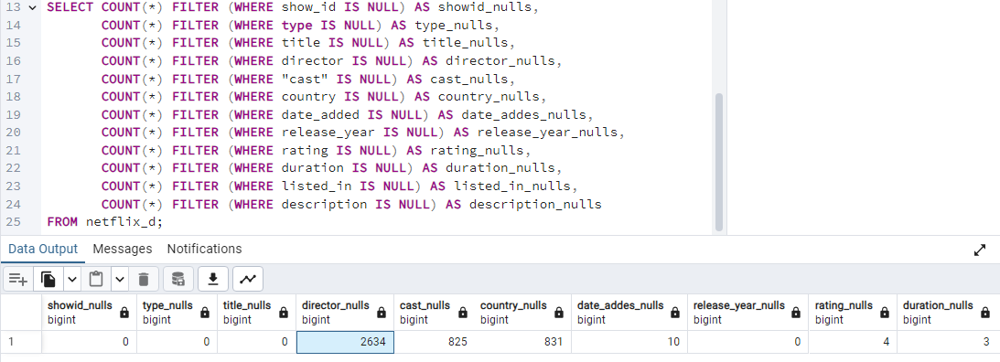 13 SELECT COUNT(*) FILTER (WHERE show_id IS NULL) AS showid_nulls,
14 COUNT(*) FILTER (WHERE type IS NULL) AS type_nulls,
15 COUNT(*) FILTER (WHERE title IS NULL) AS title_nulls,
16 COUNT(*) FILTER (WHERE director IS NULL) AS director_nulls,
17 COUNT(*) FILTER (WHERE "cast" IS NULL) AS cast_nulls,
18 COUNT(*) FILTER (WHERE country IS NULL) AS country_nulls,
19 COUNT(*) FILTER (WHERE date_added IS NULL) AS date_addes_nulls,
20 COUNT(*) FILTER (WHERE release_year IS NULL) AS release_year_nulls,
21 COUNT(*) FILTER (WHERE rating IS NULL) AS rating_nulls,
22 COUNT(*) FILTER (WHERE duration IS NULL) AS duration_nulls,
23 COUNT(*) FILTER (WHERE listed_in IS NULL) AS listed_in_nulls,
24 COUNT(*) FILTER (WHERE description IS NULL) AS description_nulls
25 FROM netflix_d;
Data Output Messages Notifications
showid_nulls type_nulls title_nulls director_nulls cast_nulls country_nulls date_addes_nulls release_year_nulls rating_nulls duration_nulls
bigint bigint bigint bigint bigint bigint bigint bigint bigint bigint
1 0 0 0 2634 825 831 10 0 4 3